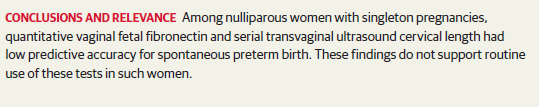 CONCLUSIONS AND RELEVANCE Among nulliparous women with singleton pregnancies,
quantitative vaginal fetal fibronectin and serial transvaginal ultrasound cervical length had
low predictive accuracy for spontaneous preterm birth. These findings do not support routine
use of these tests in such women.